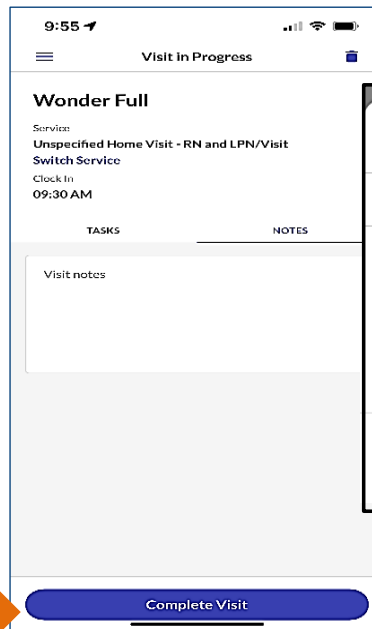 9:55
Visit in Progress
Wonder Full
Service
Unspecified Home Visit - RN and LPN/Visit
Switch Service
Clock In
09:30 AM
TASKS NOTES
Visit notes
Complete Visit